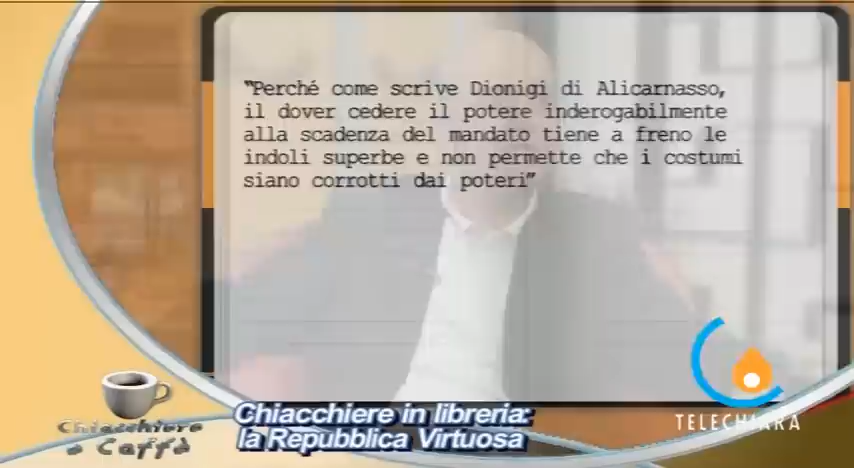 "Perché come scrive Dionigi di Alicarnasso,
il dover cedere il potere inderogabilmente
alla scadenza del mandato tiene a freno le
indoli superbe e non permette che i costumi
siano corrotti dai poteri"
Chiacchiere in libreria:
la Repubblica Virtuosa
Chiacchiere
e Caffè
TELECHIARA